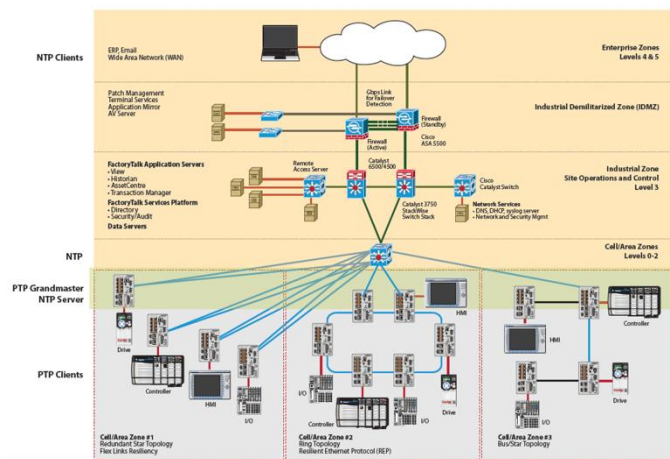 NTP Clients
ERP, Email
Wide Area Network (WAN)
Enterprise Zones
Levels 4 & 5
Patch Management
Terminal Services
Application Mirror
AV Server
Gbps Link
for Failover
Detection
Firewall
(Standby)
Firewall
(Active)
Cisco
ASA 5500
Industrial Demilitarized Zone (IDMZ)
FactoryTalk Application Servers
• View
• Historian
• AssetCentre
• Transaction Manager
FactoryTalk Services Platform
• Directory
• Security/Audit
Data Servers
Remote
Access Server
Catalyst
6500/4500
Catalyst 3750
StackWise
Switch Stack
Cisco
Catalyst Switch
Network Services
• DNS, DHCP, syslog server
• Network and Security Mgmt
Industrial Zone
Site Operations and Control
Level 3
NTP
Cell/Area Zones
Levels 0-2
PTP Grandmaster
NTP Server
PTP Clients
Drive
Controller
HMI
I/O
Cell/Area Zone #1
Redundant Star Topology
Flex Links Resiliency
HMI
I/O
Controller
I/O
Drive
Cell/Area Zone #2
Ring Topology
Resilient Ethernet Protocol (REP)
Controller
HMI
I/O
Drive
Cell/Area Zone #3
Bus/Star Topology